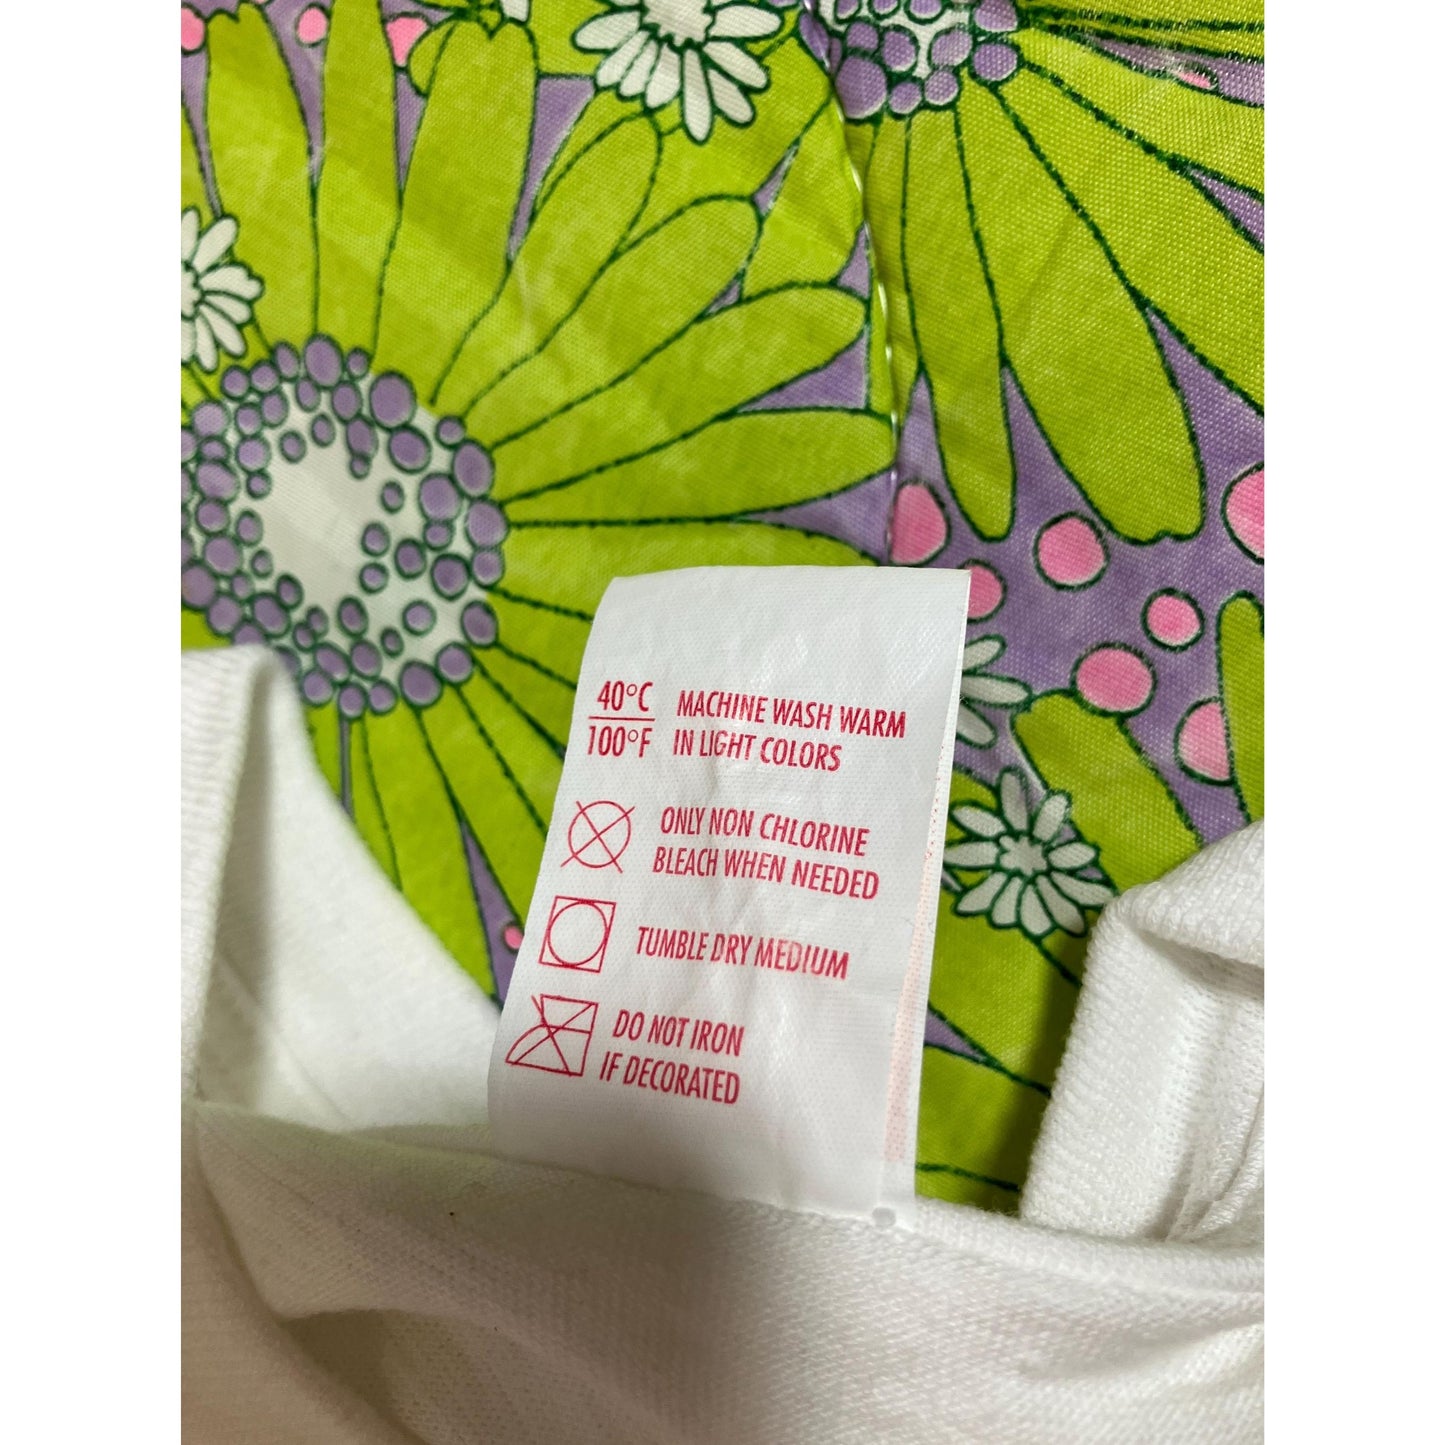 40°C MACHINE WASH WARM
100°F IN LIGHT COLORS
ONLY NON CHLORINE
BLEACH WHEN NEEDED
TUMBLE DRY MEDIUM
DO NOT IRON
IF DECORATED